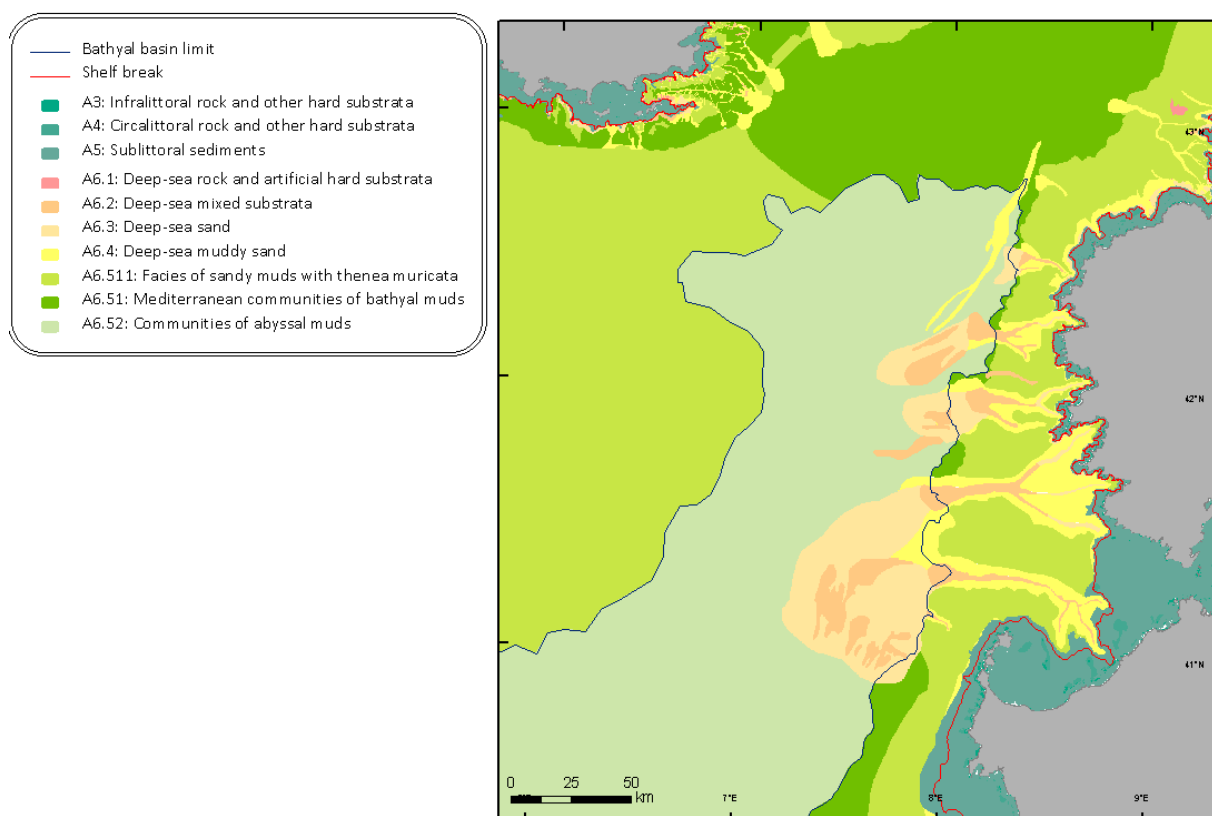 Bathyal basin limit
Shelf break
A3: Infralittoral rock and other hard substrata
A4: Circalittoral rock and other hard substrata
A5: Sublittoral sediments
A6.1: Deep-sea rock and artificial hard substrata
A6.2: Deep-sea mixed substrata
A6.3: Deep-sea sand
A6.4: Deep-sea muddy sand
A6.511: Facies of sandy muds with thenea muricata
A6.51: Mediterranean communities of bathyal muds
A6.52: Communities of abyssal muds
43°N
42°N
41°N
0 25 50
km
7°E 8°E 9°E